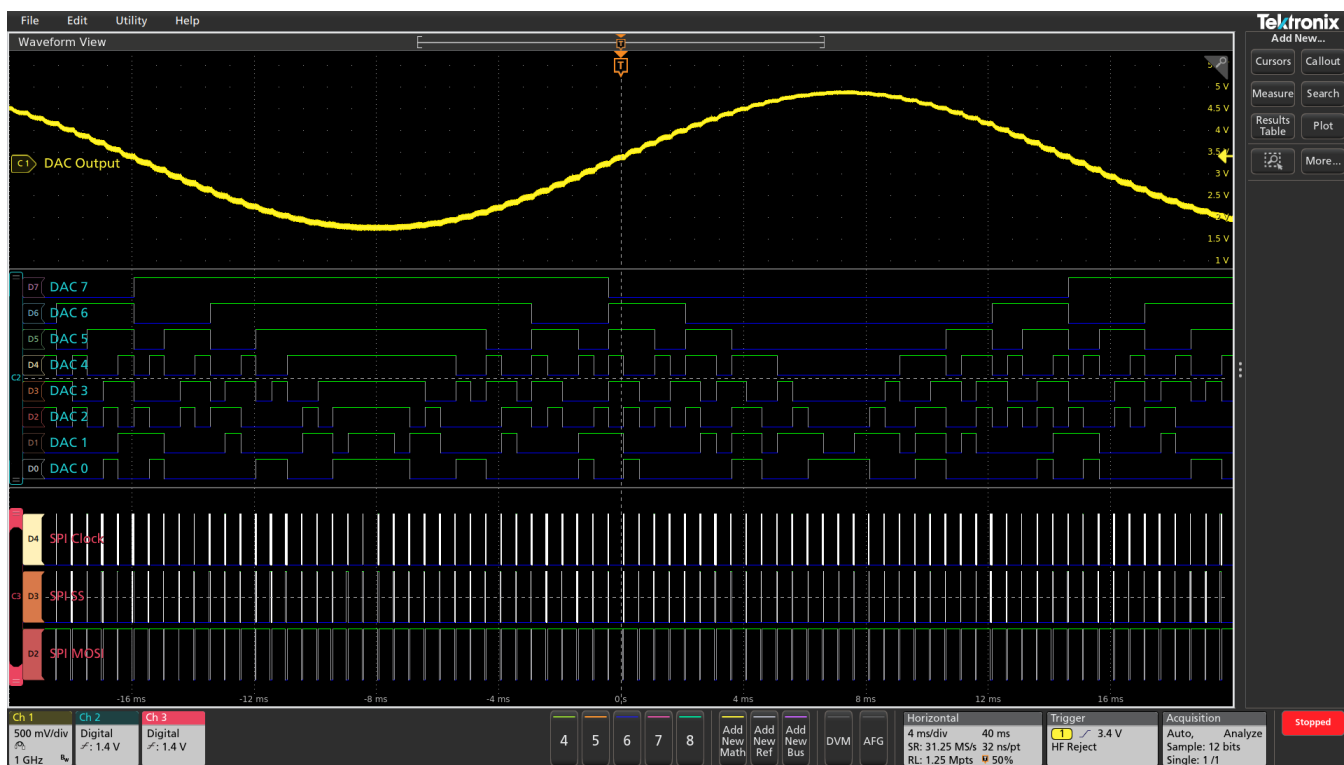 File Edit Utility Help
Tektronix
Waveform View
Add New...
T
T
Cursors Callout
Measure Search
Results Table Plot
More...
5 V
4.5 V
4 V
3.5 V
3 V
2.5 V
2 V
1.5 V
1 V
C1 DAC Output
C2
D7 DAC 7
D6 DAC 6
D5 DAC 5
D4 DAC 4
D3 DAC 3
D2 DAC 2
D1 DAC 1
D0 DAC 0
C3
D4 SPI Clock
D3 SPI SS
D2 SPI MOSI
-16 ms -12 ms -8 ms -4 ms 0 s 4 ms 8 ms 12 ms 16 ms
Ch 1
500 mV/div
1 GHz Bw
Ch 2
Digital
: 1.4 V
Ch 3
Digital
: 1.4 V
4 5 6 7 8
Add New Math
Add New Ref
Add New Bus
DVM AFG
Horizontal
4 ms/div 40 ms
SR: 31.25 MS/s 32 ns/pt
RL: 1.25 Mpts 50%
Trigger
1 3.4 V
HF Reject
Acquisition
Auto, Analyze
Sample: 12 bits
Single: 1 /1
Stopped